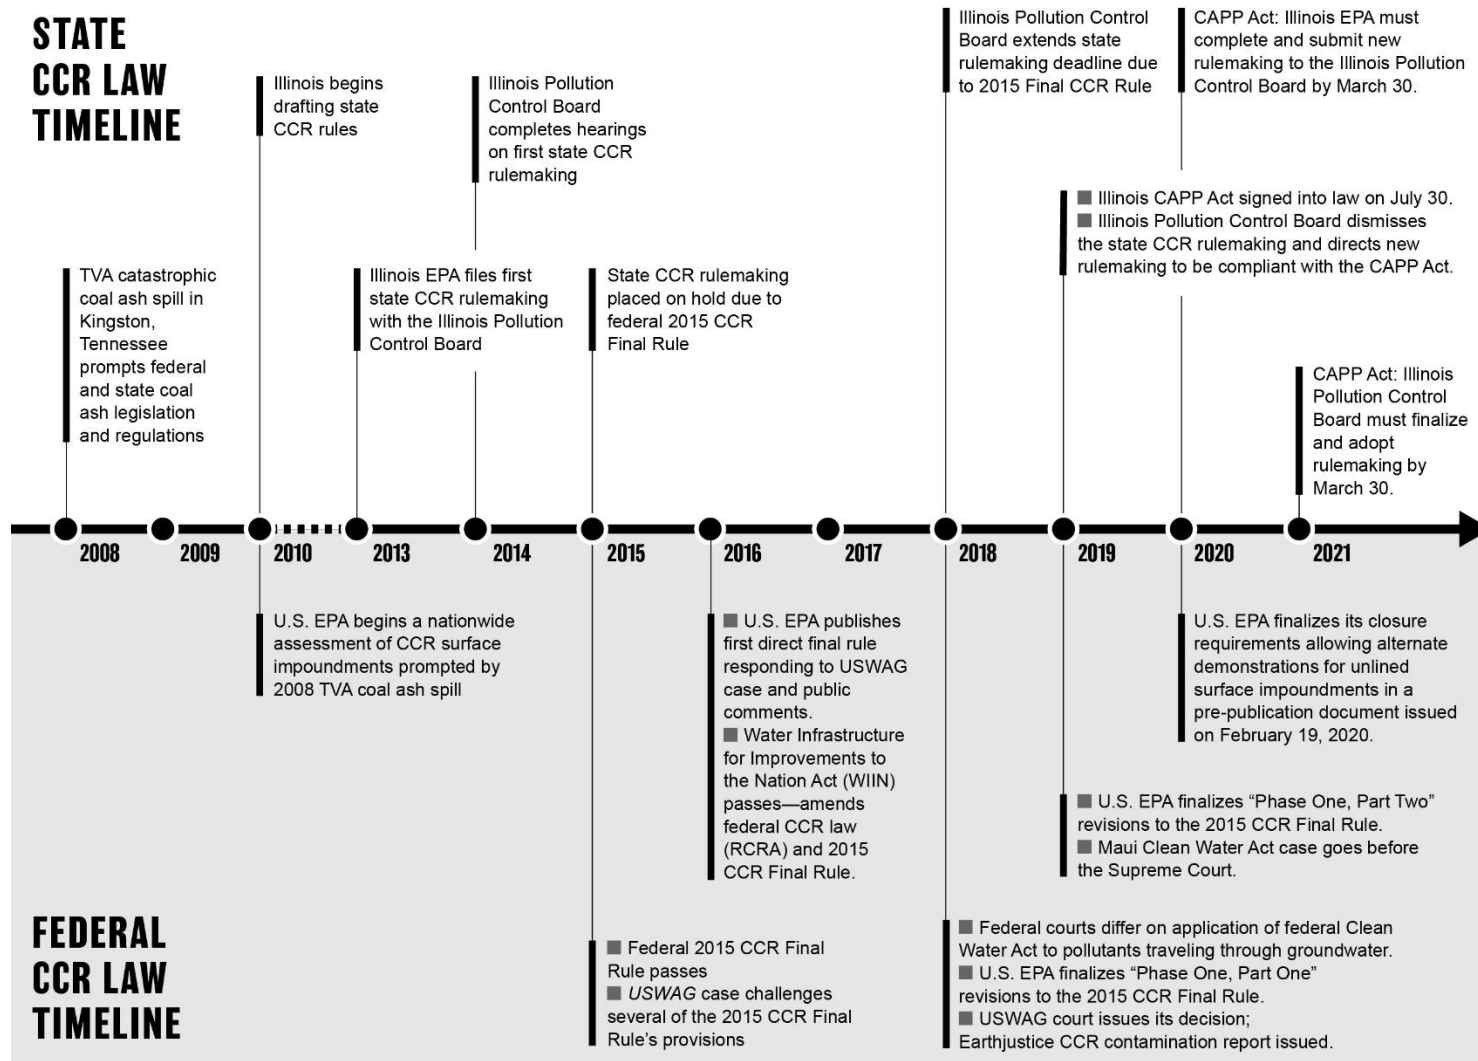 STATE
CCR LAW
TIMELINE
Illinois begins
drafting state
CCR rules
Illinois Pollution
Control Board
completes hearings
on first state CCR
rulemaking
Illinois Pollution Control
Board extends state
rulemaking deadline due
to 2015 Final CCR Rule
CAPP Act: Illinois EPA must
complete and submit new
rulemaking to the Illinois Pollution
Control Board by March 30.
■ Illinois CAPP Act signed into law on July 30.
■ Illinois Pollution Control Board dismisses
the state CCR rulemaking and directs new
rulemaking to be compliant with the CAPP Act.
TVA catastrophic
coal ash spill in
Kingston,
Tennessee
prompts federal
and state coal
ash legislation
and regulations
Illinois EPA files first
state CCR rulemaking
with the Illinois Pollution
Control Board
State CCR rulemaking
placed on hold due to
federal 2015 CCR
Final Rule
CAPP Act: Illinois
Pollution Control
Board must finalize
and adopt
rulemaking by
March 30.
2008 2009 2010 2013 2014 2015 2016 2017 2018 2019 2020 2021
U.S. EPA begins a nationwide
assessment of CCR surface
impoundments prompted by
2008 TVA coal ash spill
■ U.S. EPA publishes
first direct final rule
responding to USWAG
case and public
comments.
■ Water Infrastructure
for Improvements to
the Nation Act (WIIN)
passes—amends
federal CCR law
(RCRA) and 2015
CCR Final Rule.
U.S. EPA finalizes its closure
requirements allowing alternate
demonstrations for unlined
surface impoundments in a
pre-publication document issued
on February 19, 2020.
■ U.S. EPA finalizes “Phase One, Part Two”
revisions to the 2015 CCR Final Rule.
■ Maui Clean Water Act case goes before
the Supreme Court.
FEDERAL
CCR LAW
TIMELINE
■ Federal 2015 CCR Final
Rule passes
■ USWAG case challenges
several of the 2015 CCR Final
Rule’s provisions
■ Federal courts differ on application of federal Clean
Water Act to pollutants traveling through groundwater.
■ U.S. EPA finalizes “Phase One, Part One”
revisions to the 2015 CCR Final Rule.
■ USWAG court issues its decision;
Earthjustice CCR contamination report issued.